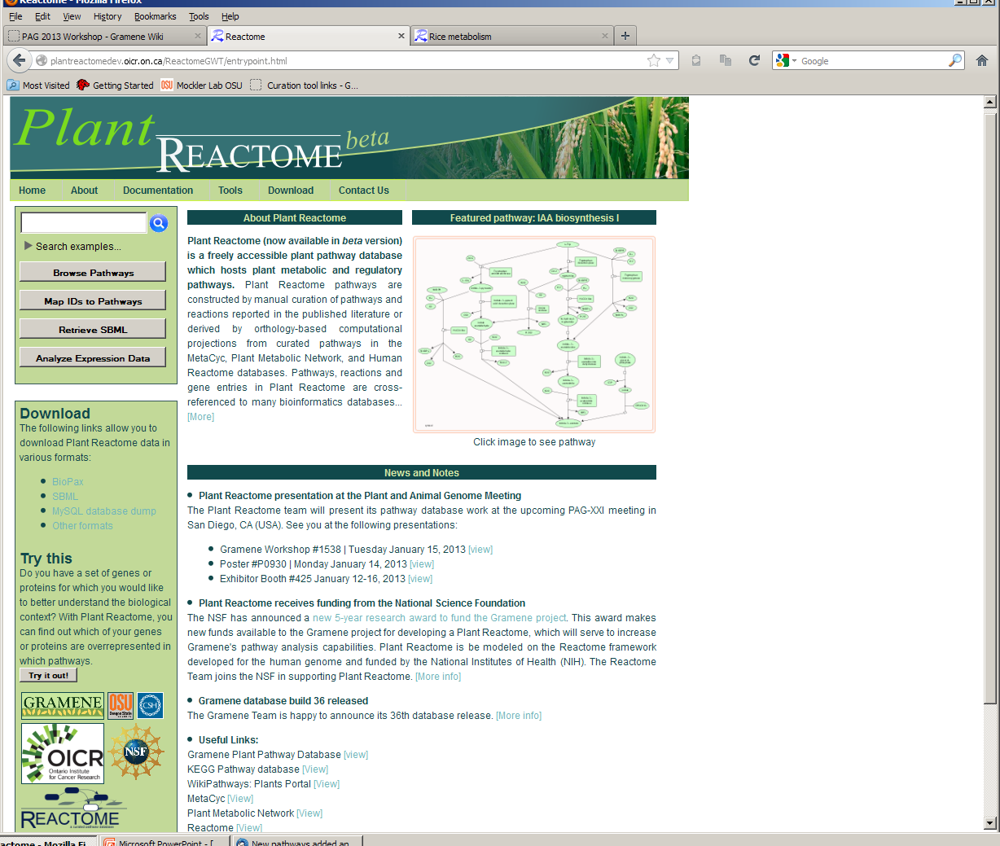 Reactome - Mozilla Firefox
File Edit View History Bookmarks Tools Help
PAG 2013 Workshop - Gramene Wiki
Reactome
Rice metabolism
plantreactomedev.oicr.on.ca/ReactomeGWT/entrypoint.html
Google
Most Visited Getting Started Mockler Lab OSU Curation tool links - G...
Plant
REACTOME beta
Home About Documentation Tools Download Contact Us
Search examples...
Browse Pathways
Map IDs to Pathways
Retrieve SBML
Analyze Expression Data
Download
The following links allow you to
download Plant Reactome data in
various formats:
BioPax
SBML
MySQL database dump
Other formats
Try this
Do you have a set of genes or
proteins for which you would like
to better understand the biological
context? With Plant Reactome, you
can find out which of your genes
or proteins are overrepresented in
which pathways.
Try it out!
GRAMENE
OSU
Oregon State
CSH
OICR
Ontario Institute
for Cancer Research
NSF
REACTOME
a curated pathway database
About Plant Reactome
Plant Reactome (now available in beta version)
is a freely accessible plant pathway database
which hosts plant metabolic and regulatory
pathways. Plant Reactome pathways are
constructed by manual curation of pathways and
reactions reported in the published literature or
derived by orthology-based computational
projections from curated pathways in the
MetaCyc, Plant Metabolic Network, and Human
Reactome databases. Pathways, reactions and
gene entries in Plant Reactome are cross-
referenced to many bioinformatics databases...
[More]
Featured pathway: IAA biosynthesis I
Click image to see pathway
News and Notes
Plant Reactome presentation at the Plant and Animal Genome Meeting
The Plant Reactome team will present its pathway database work at the upcoming PAG-XXI meeting in
San Diego, CA (USA). See you at the following presentations:
Gramene Workshop #1538 | Tuesday January 15, 2013 [view]
Poster #P0930 | Monday January 14, 2013 [view]
Exhibitor Booth #425 January 12-16, 2013 [view]
Plant Reactome receives funding from the National Science Foundation
The NSF has announced a new 5-year research award to fund the Gramene project. This award makes
new funds available to the Gramene project for developing a Plant Reactome, which will serve to increase
Gramene's pathway analysis capabilities. Plant Reactome is be modeled on the Reactome framework
developed for the human genome and funded by the National Institutes of Health (NIH). The Reactome
Team joins the NSF in supporting Plant Reactome. [More info]
Gramene database build 36 released
The Gramene Team is happy to announce its 36th database release. [More info]
Useful Links:
Gramene Plant Pathway Database [view]
KEGG Pathway database [View]
WikiPathways: Plants Portal [View]
MetaCyc [View]
Plant Metabolic Network [View]
Reactome [View]
actome - Mozilla Fi...
Microsoft PowerPoint - [...
New pathways added an...